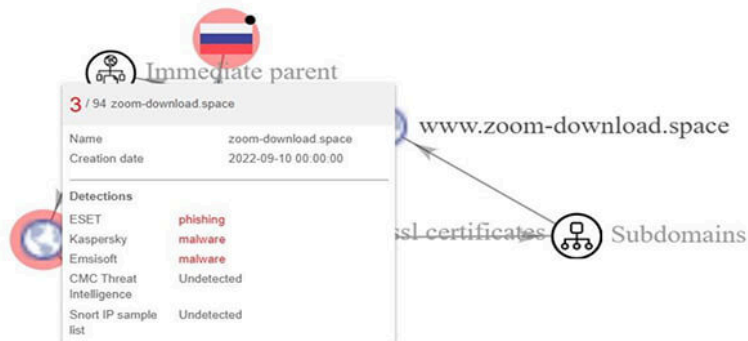 Immediate parent
3 / 94 zoom-download.space
www.zoom-download.space
Name zoom-download.space
Creation date 2022-09-10 00:00:00
Detections
ESET phishing
ssl certificates
Subdomains
Kaspersky malware
Emsisoft malware
CMC Threat Undetected
Intelligence
Snort IP sample Undetected
list